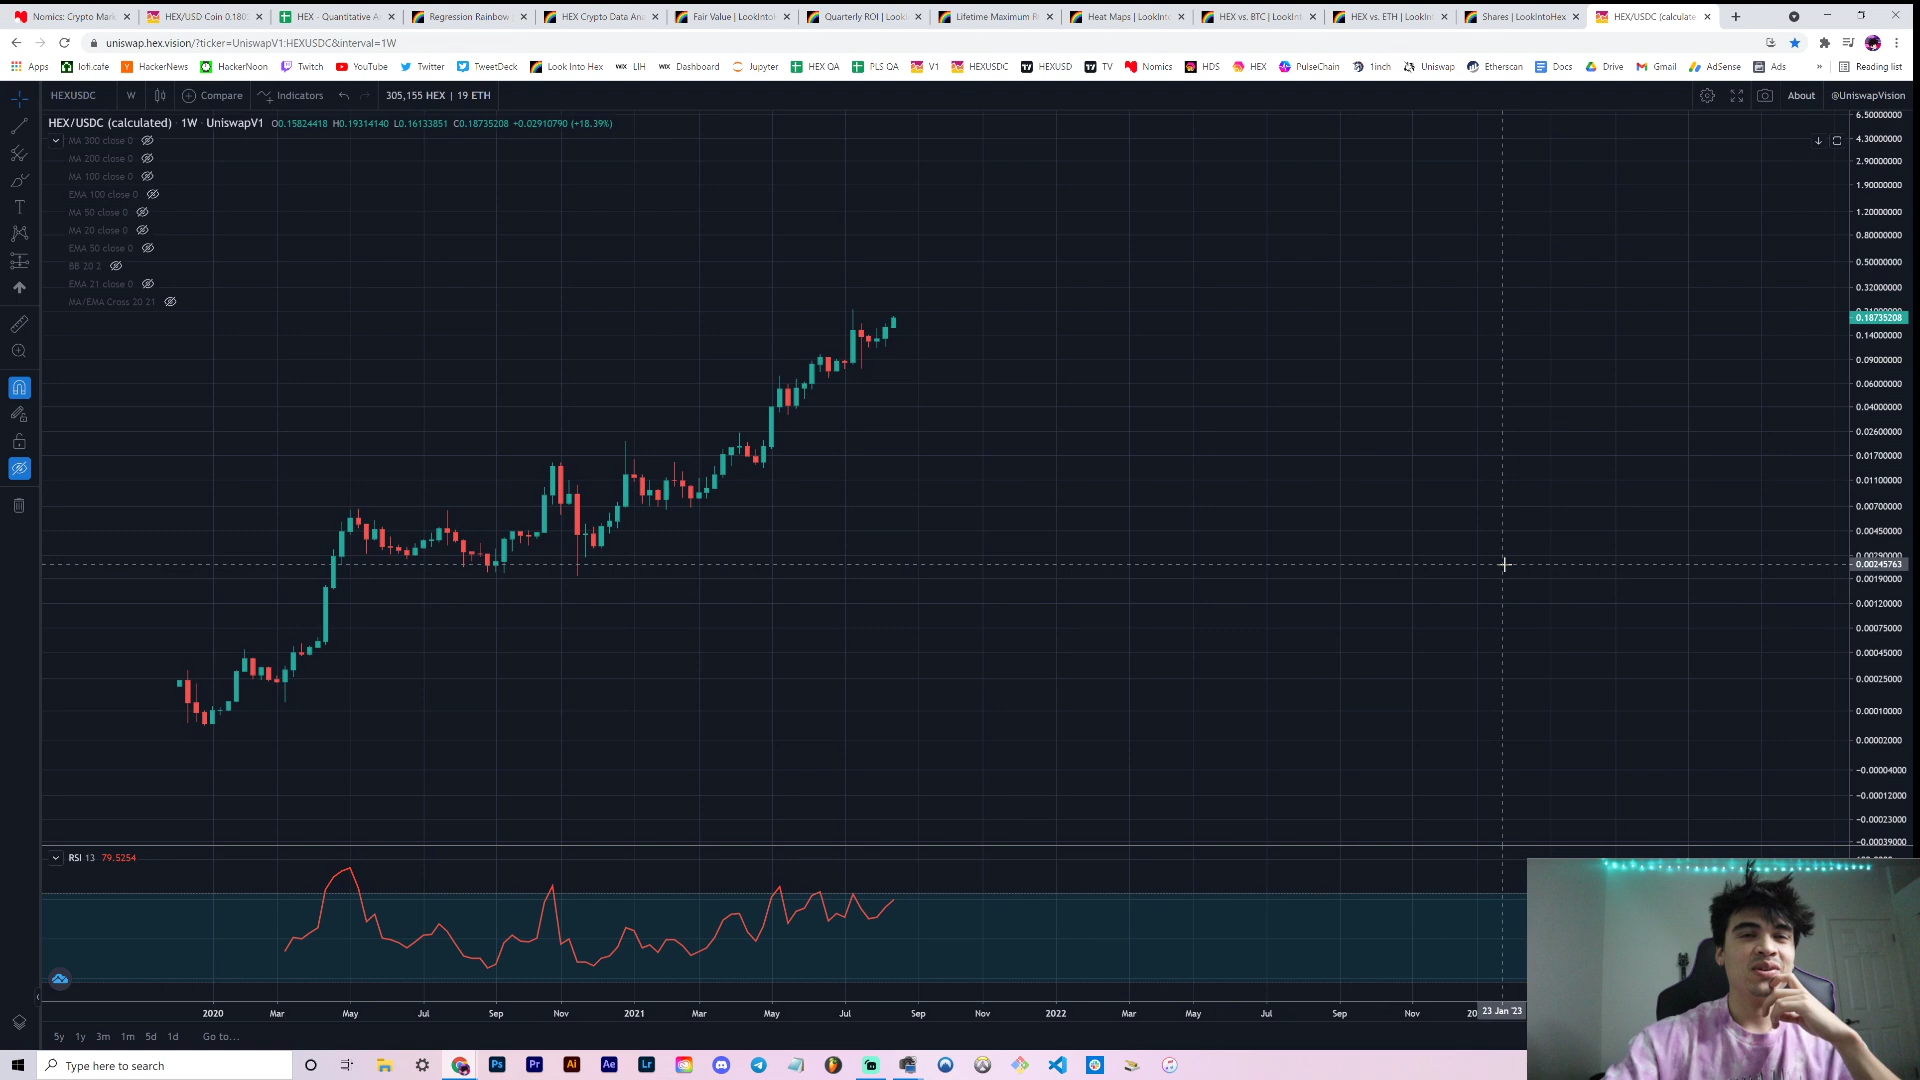 Nomics: Crypto Mark
HEX/USD Coin 0.180
HEX - Quantitative A
Regression Rainbow
HEX Crypto Data Ana
Fair Value | LookIntoH
Quarterly ROI | Look
Lifetime Maximum R
Heat Maps | LookInto
HEX vs. BTC | LookInt
HEX vs. ETH | LookInt
Shares | LookIntoHex
HEX/USDC (calculate
uniswap.hex.vision/?ticker=UniswapV1:HEXUSDC&interval=1W
Apps
lofi.cafe
HackerNews
HackerNoon
Twitch
YouTube
Twitter
TweetDeck
Look Into Hex
WIX LIH
WIX Dashboard
Jupyter
HEX QA
PLS QA
V1
HEXUSDC
HEXUSD
TV
Nomics
HDS
HEX
PulseChain
1inch
Uniswap
Etherscan
Docs
Drive
Gmail
AdSense
Ads
»
Reading list
HEXUSDC
W
Compare
Indicators
305,155 HEX | 19 ETH
About
@UniswapVision
HEX/USDC (calculated) · 1W · UniswapV1 O0.15824418 H0.19314140 L0.16133851 C0.18735208 +0.02910790 (+18.39%)
MA 300 close 0
MA 200 close 0
MA 100 close 0
EMA 100 close 0
MA 50 close 0
MA 20 close 0
EMA 50 close 0
BB 20 2
EMA 21 close 0
MA/EMA Cross 20 21
6.50000000
4.30000000
2.90000000
1.90000000
1.20000000
0.80000000
0.50000000
0.32000000
0.18735208
0.14000000
0.09000000
0.06000000
0.04000000
0.02600000
0.01700000
0.01100000
0.00700000
0.00450000
0.00290000
0.00245763
0.00190000
0.00120000
0.00075000
0.00045000
0.00025000
0.00010000
0.00002000
−0.00004000
−0.00012000
−0.00023000
−0.00039000
RSI 13 79.5254
2020
Mar
May
Jul
Sep
Nov
2021
Mar
May
Jul
Sep
Nov
2022
Mar
May
Jul
Sep
Nov
20
23 Jan '23
5y
1y
3m
1m
5d
1d
Go to...
Type here to search
Ps
Pr
Ai
Ae
Lr